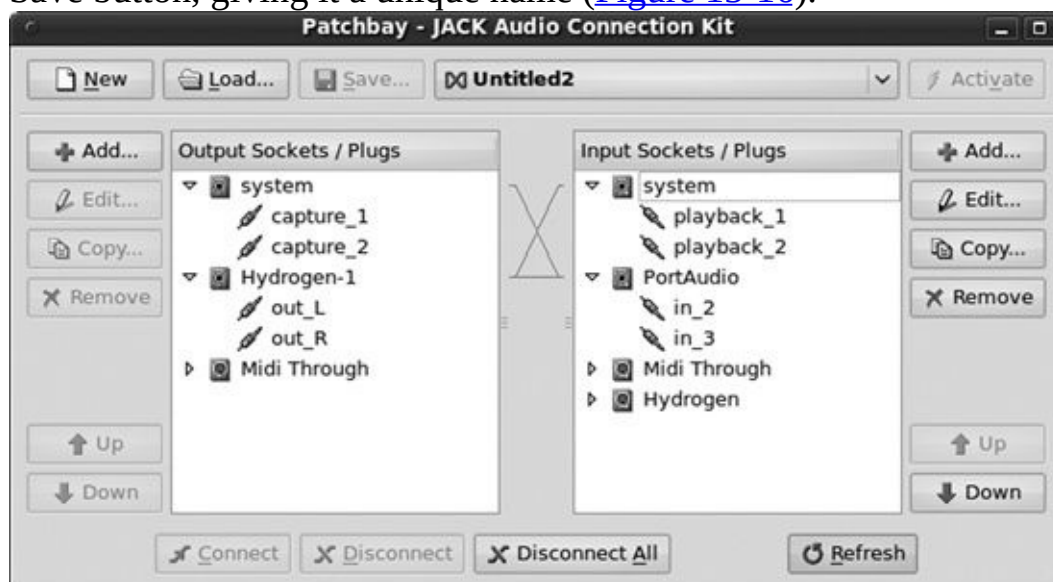 Save button, giving it a unique name (Figure 13-16).
Patchbay - JACK Audio Connection Kit
New Load... Save... Untitled2 Activate
Add... Output Sockets / Plugs Input Sockets / Plugs Add...
Edit... system system Edit...
capture_1 playback_1
Copy... capture_2 playback_2 Copy...
Remove Hydrogen-1 PortAudio Remove
out_L in_2
out_R in_3
Midi Through Midi Through
Hydrogen
Up Up
Down Down
Connect Disconnect Disconnect All Refresh